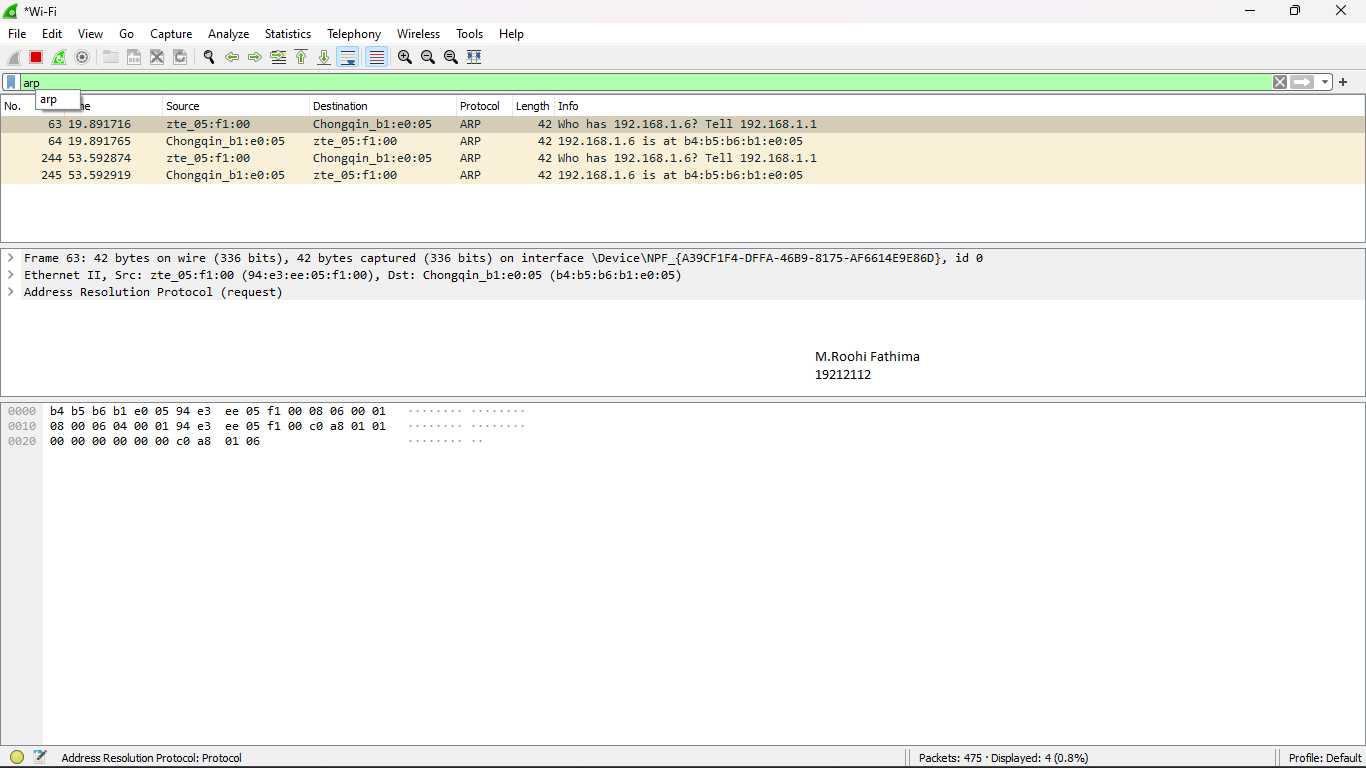 *Wi-Fi
File Edit View Go Capture Analyze Statistics Telephony Wireless Tools Help
arp
arp
No. Source Destination Protocol Length Info
63 19.891716 zte_05:f1:00 Chongqin_b1:e0:05 ARP 42 Who has 192.168.1.6? Tell 192.168.1.1
64 19.891765 Chongqin_b1:e0:05 zte_05:f1:00 ARP 42 192.168.1.6 is at b4:b5:b6:b1:e0:05
244 53.592874 zte_05:f1:00 Chongqin_b1:e0:05 ARP 42 Who has 192.168.1.6? Tell 192.168.1.1
245 53.592919 Chongqin_b1:e0:05 zte_05:f1:00 ARP 42 192.168.1.6 is at b4:b5:b6:b1:e0:05
Frame 63: 42 bytes on wire (336 bits), 42 bytes captured (336 bits) on interface \Device\NPF_{A39CF1F4-DFFA-46B9-8175-AF6614E9E86D}, id 0
Ethernet II, Src: zte_05:f1:00 (94:e3:ee:05:f1:00), Dst: Chongqin_b1:e0:05 (b4:b5:b6:b1:e0:05)
Address Resolution Protocol (request)
M.Roohi Fathima
19212112
0000 b4 b5 b6 b1 e0 05 94 e3 ee 05 f1 00 08 06 00 01 ········ ········
0010 08 00 06 04 00 01 94 e3 ee 05 f1 00 c0 a8 01 01 ········ ········
0020 00 00 00 00 00 00 c0 a8 01 06 ········ ··
Address Resolution Protocol: Protocol
Packets: 475 · Displayed: 4 (0.8%)
Profile: Default